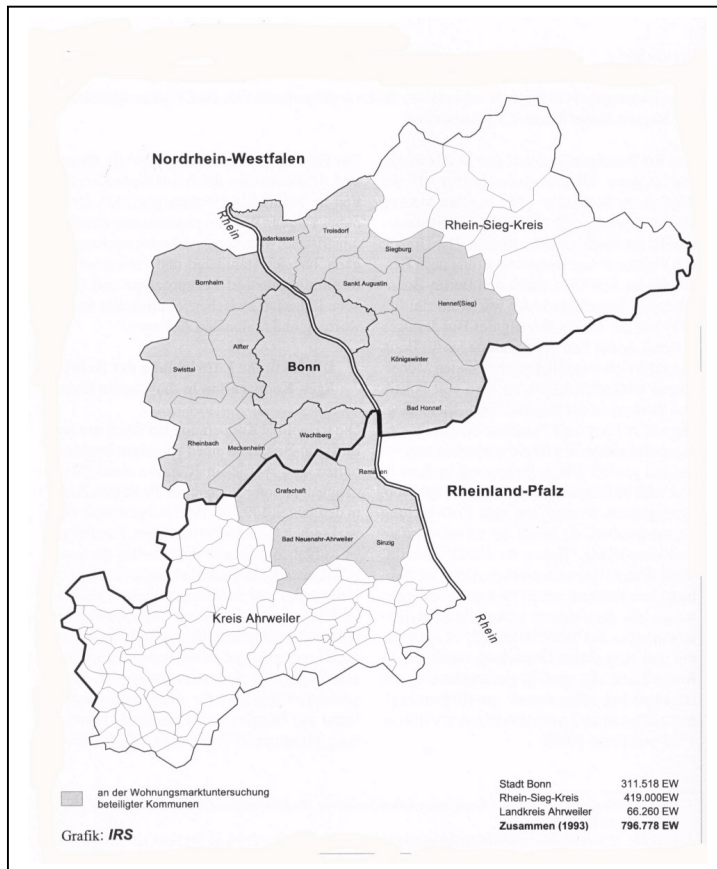 Nordrhein-Westfalen
Rhein
Rhein-Sieg-Kreis
ederkassel
Troisdorf
Siegburg
Bornheim
Sankt Augustin
Hennef(Sieg)
Alfter
Bonn
Königswinter
Swisttal
Bad Honnef
Wachtberg
Rheinbach
Meckenheim
Rheinland-Pfalz
Grafschaft
Bad Neuenahr-Ahrweiler
Sinzig
Kreis Ahrweiler
Rhein
an der Wohnungsmarktuntersuchung
beteiligter Kommunen
Grafik: IRS
Stadt Bonn 311.518 EW
Rhein-Sieg-Kreis 419.000EW
Landkreis Ahrweiler 66.260 EW
Zusammen (1993) 796.778 EW